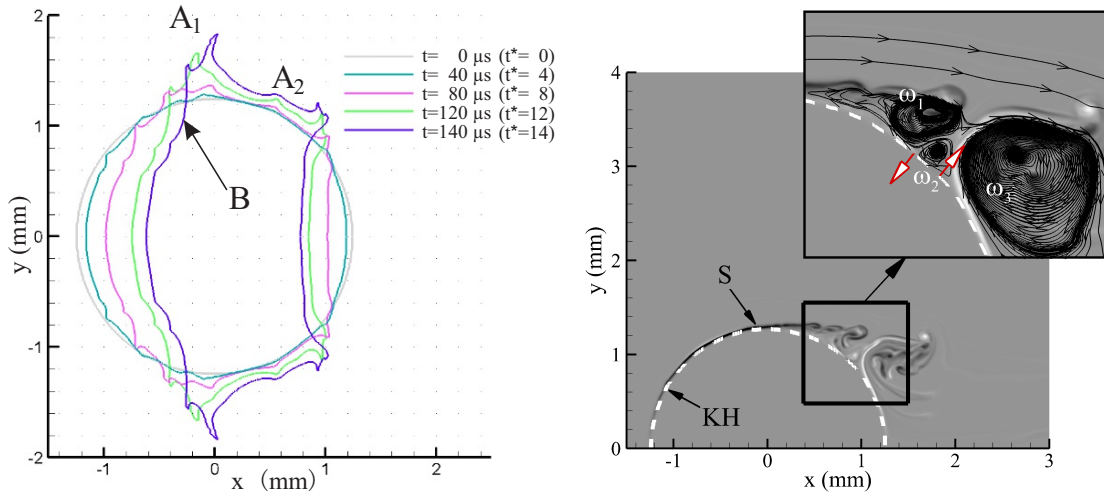 2
1
0
-1
-2
y (mm)
-1
0
1
2
x (mm)
A1
A2
B
t= 0 μs (t*= 0)
t= 40 μs (t*= 4)
t= 80 μs (t*= 8)
t=120 μs (t*=12)
t=140 μs (t*=14)
4
3
2
1
0
y (mm)
-1
0
1
2
3
x (mm)
S
KH
ω1
ω2
ω3